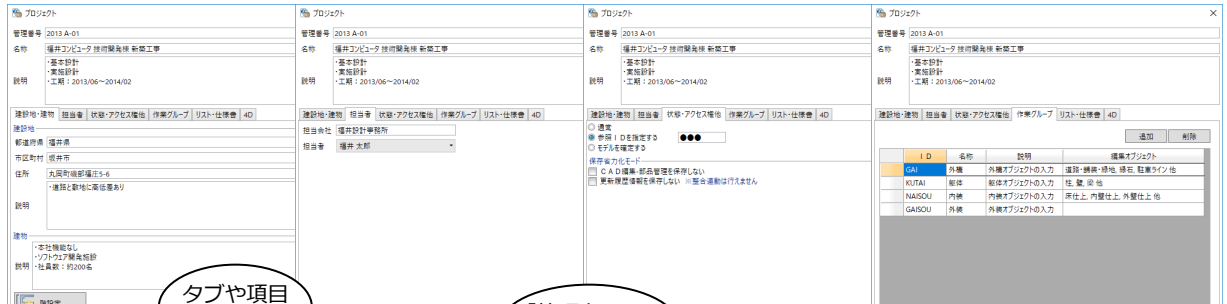 プロジェクト
管理番号 2013 A-01
名称 福井コンピュータ 技術開発棟 新築工事
説明
・基本設計
・実施設計
・工期：2013/06～2014/02
建設地・建物 担当者 状態・アクセス権他 作業グループ リスト・仕様書 4D
建設地
都道府県 福井県
市区町村 坂井市
住所 丸岡町磯部福庄5-6
説明
・道路と敷地に高低差あり
建物
説明
・本社機能なし
・ソフトウエア開発施設
・社員数：約200名
タブや項目
プロジェクト
管理番号 2013 A-01
名称 福井コンピュータ 技術開発棟 新築工事
説明
・基本設計
・実施設計
・工期：2013/06～2014/02
建設地・建物 担当者 状態・アクセス権他 作業グループ リスト・仕様書 4D
担当会社 福井設計事務所
担当者 福井 太郎
プロジェクト
管理番号 2013 A-01
名称 福井コンピュータ 技術開発棟 新築工事
説明
・基本設計
・実施設計
・工期：2013/06～2014/02
建設地・建物 担当者 状態・アクセス権他 作業グループ リスト・仕様書 4D
通常
参照ＩＤを指定する ●●●
モデルを確定する
保存省力化モード
ＣＡＤ編集・部品管理を保存しない
更新履歴情報を保存しない ※整合連動は行えません
プロジェクト
管理番号 2013 A-01
名称 福井コンピュータ 技術開発棟 新築工事
説明
・基本設計
・実施設計
・工期：2013/06～2014/02
建設地・建物 担当者 状態・アクセス権他 作業グループ リスト・仕様書 4D
追加 削除
ＩＤ 名称 説明 編集オブジェクト
GAI 外構 外構オブジェクトの入力 道路・舗装・緑地, 縁石, 駐車ライン 他
KUTAI 躯体 躯体オブジェクトの入力 柱, 壁, 梁 他
NAISOU 内装 内装オブジェクトの入力 床仕上, 内壁仕上, 外壁仕上 他
GAISOU 外装 外装オブジェクトの入力